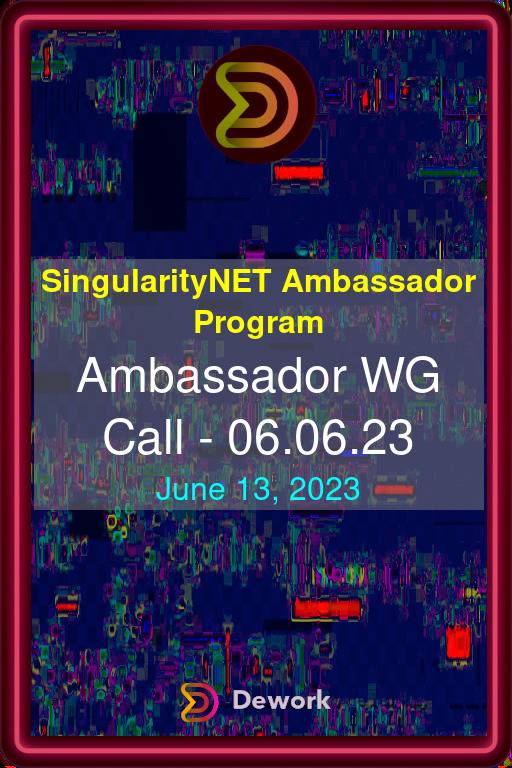 SingularityNET Ambassador
Program
Ambassador WG
Call - 06.06.23
June 13, 2023
Dework